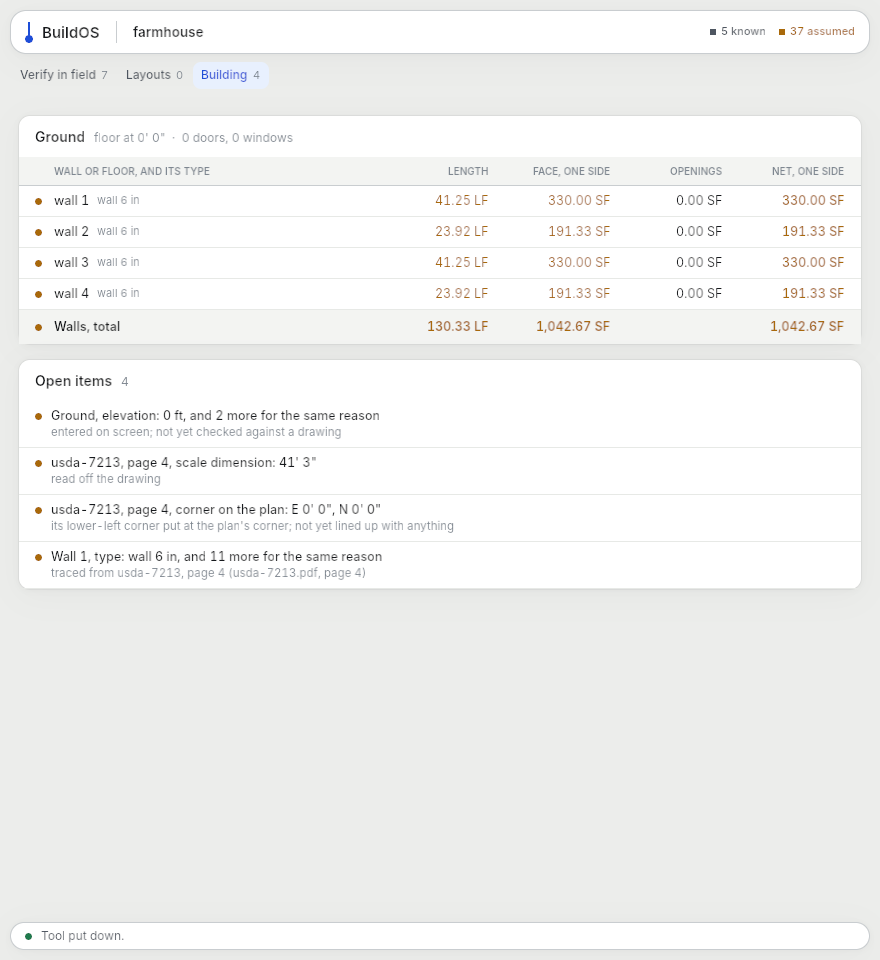 BuildOS farmhouse 5 known 37 assumed
Verify in field 7 Layouts 0 Building 4
Ground floor at 0' 0" · 0 doors, 0 windows
WALL OR FLOOR, AND ITS TYPE LENGTH FACE, ONE SIDE OPENINGS NET, ONE SIDE
wall 1 wall 6 in 41.25 LF 330.00 SF 0.00 SF 330.00 SF
wall 2 wall 6 in 23.92 LF 191.33 SF 0.00 SF 191.33 SF
wall 3 wall 6 in 41.25 LF 330.00 SF 0.00 SF 330.00 SF
wall 4 wall 6 in 23.92 LF 191.33 SF 0.00 SF 191.33 SF
Walls, total 130.33 LF 1,042.67 SF 1,042.67 SF
Open items 4
Ground, elevation: 0 ft, and 2 more for the same reason
entered on screen; not yet checked against a drawing
usda-7213, page 4, scale dimension: 41' 3"
read off the drawing
usda-7213, page 4, corner on the plan: E 0' 0", N 0' 0"
its lower-left corner put at the plan's corner; not yet lined up with anything
Wall 1, type: wall 6 in, and 11 more for the same reason
traced from usda-7213, page 4 (usda-7213.pdf, page 4)
Tool put down.